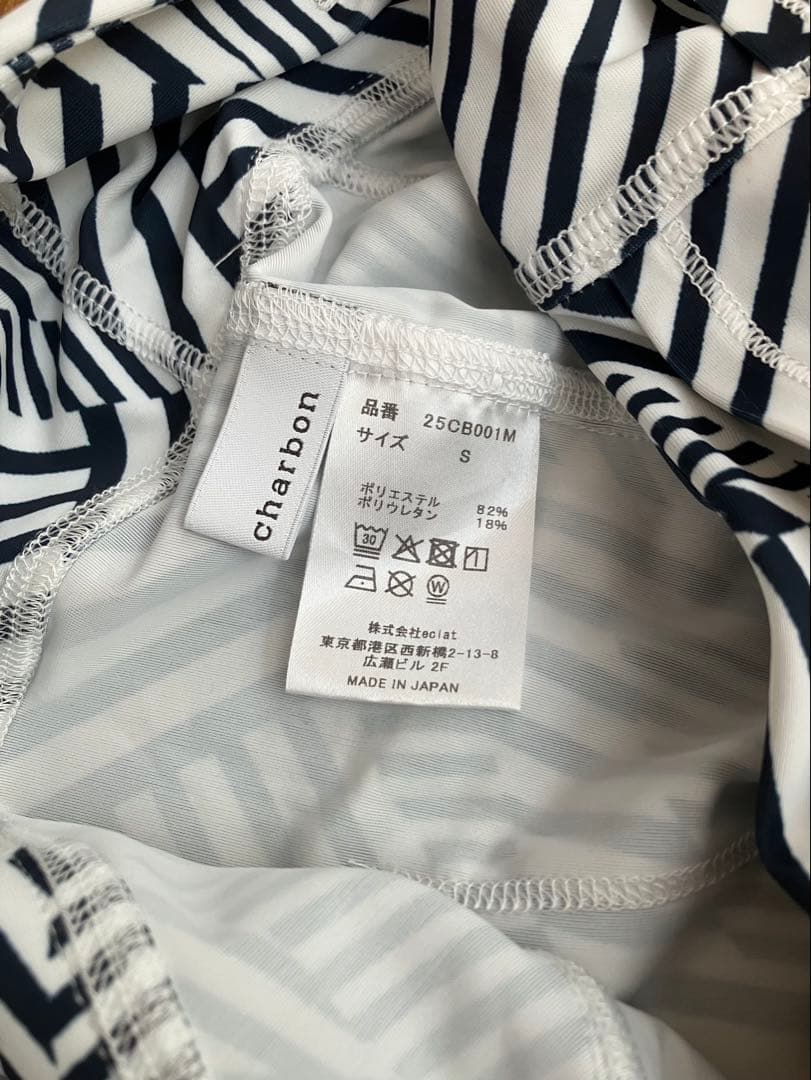 charbon
品番 25CB001M
サイズ S
ポリエステル 82%
ポリウレタン 18%
30
W
株式会社eclat
東京都港区西新橋2-13-8
広瀬ビル 2F
MADE IN JAPAN